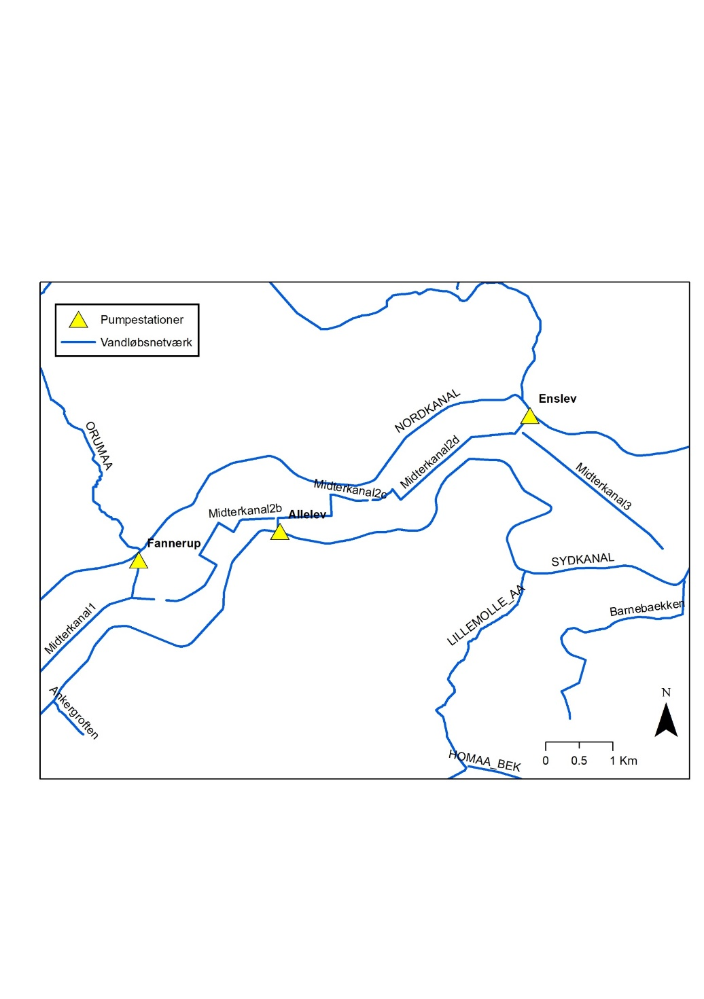 Pumpestationer
Vandløbsnetværk
Enslev
NORDKANAL
ORUMAA
Midterkanal2d
Midterkanal3
Midterkanal2c
Midterkanal2b
Allelev
Fannerup
SYDKANAL
LILLEMOLLE_AA
Barnebaekken
Midterkanal1
Ankergroften
N
HOMAA_BEK
0 0.5 1 Km